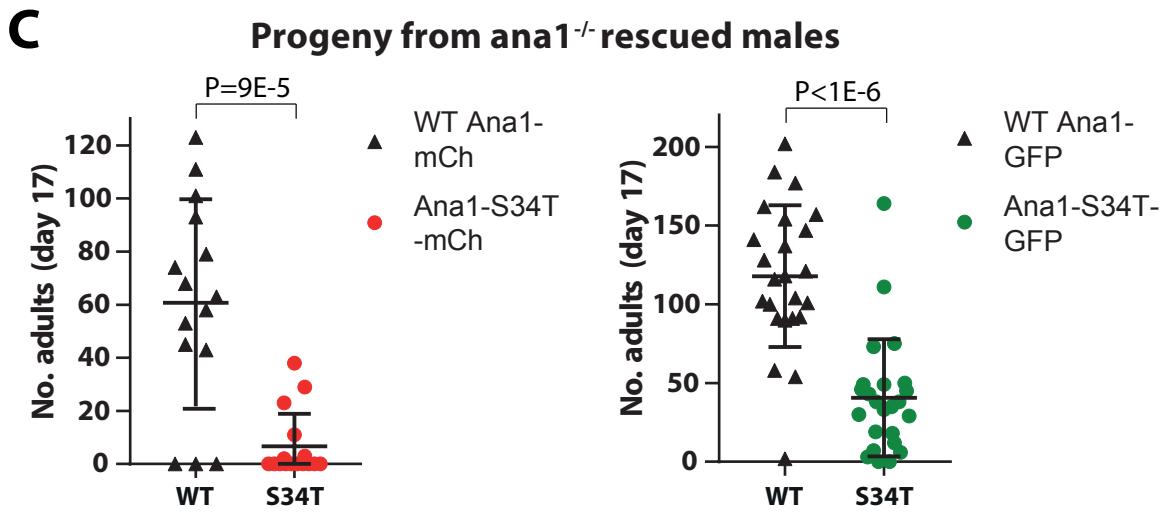 C
Progeny from ana1-/- rescued males
P=9E-5
No. adults (day 17)
120
100
80
60
40
20
0
WT
S34T
WT Ana1-
mCh
Ana1-S34T
-mCh
P<1E-6
No. adults (day 17)
200
150
100
50
0
WT
S34T
WT Ana1-
GFP
Ana1-S34T-
GFP